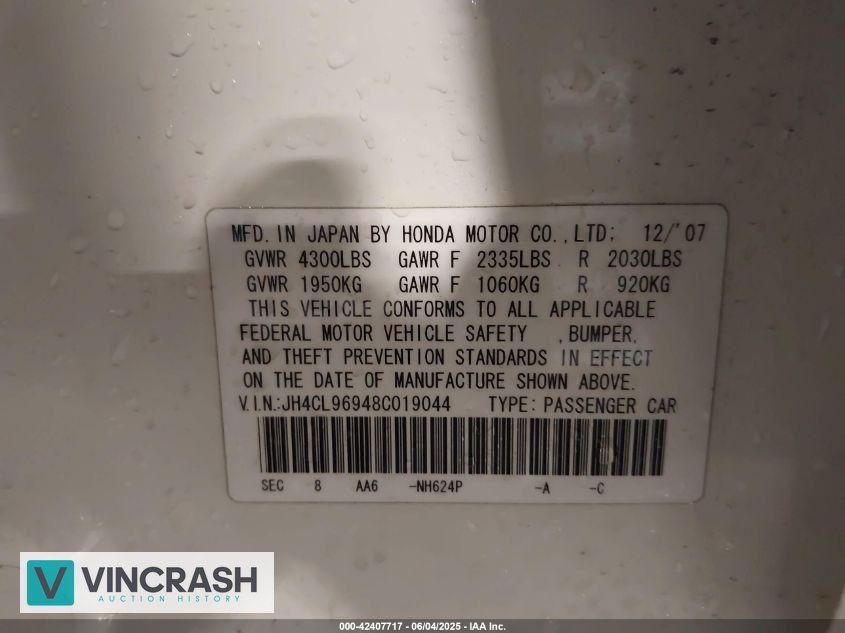 MFD. IN JAPAN BY HONDA MOTOR CO.,LTD; 12/'07
GVWR 4300LBS GAWR F 2335LBS R 2030LBS
GVWR 1950KG GAWR F 1060KG R 920KG
THIS VEHICLE CONFORMS TO ALL APPLICABLE
FEDERAL MOTOR VEHICLE SAFETY , BUMPER,
AND THEFT PREVENTION STANDARDS IN EFFECT
ON THE DATE OF MANUFACTURE SHOWN ABOVE.
V.I.N.:JH4CL96948C019044 TYPE: PASSENGER CAR
SEC 8 AA6 -NH624P -A -C
V VINCRASH
AUCTION HISTORY
000-42407717 - 06/04/2025 - IAA Inc.